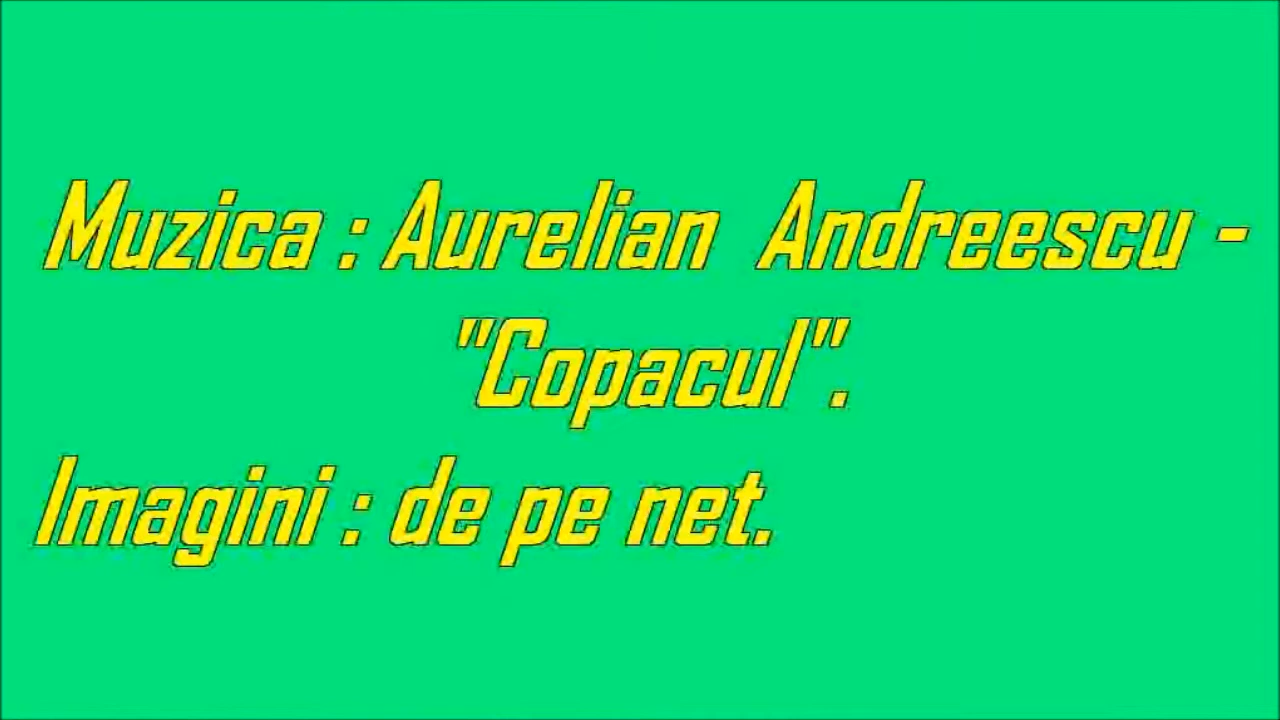 Muzica : Aurelian Andreescu -
"Copacul".
Imagini : de pe net.